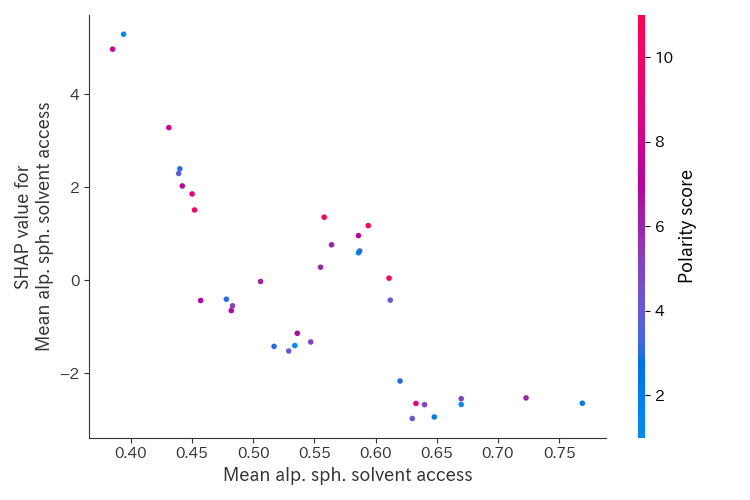 SHAP value for
Mean alp. sph. solvent access
4
2
0
−2
0.40 0.45 0.50 0.55 0.60 0.65 0.70 0.75
Mean alp. sph. solvent access
10
8
6
4
2
Polarity score